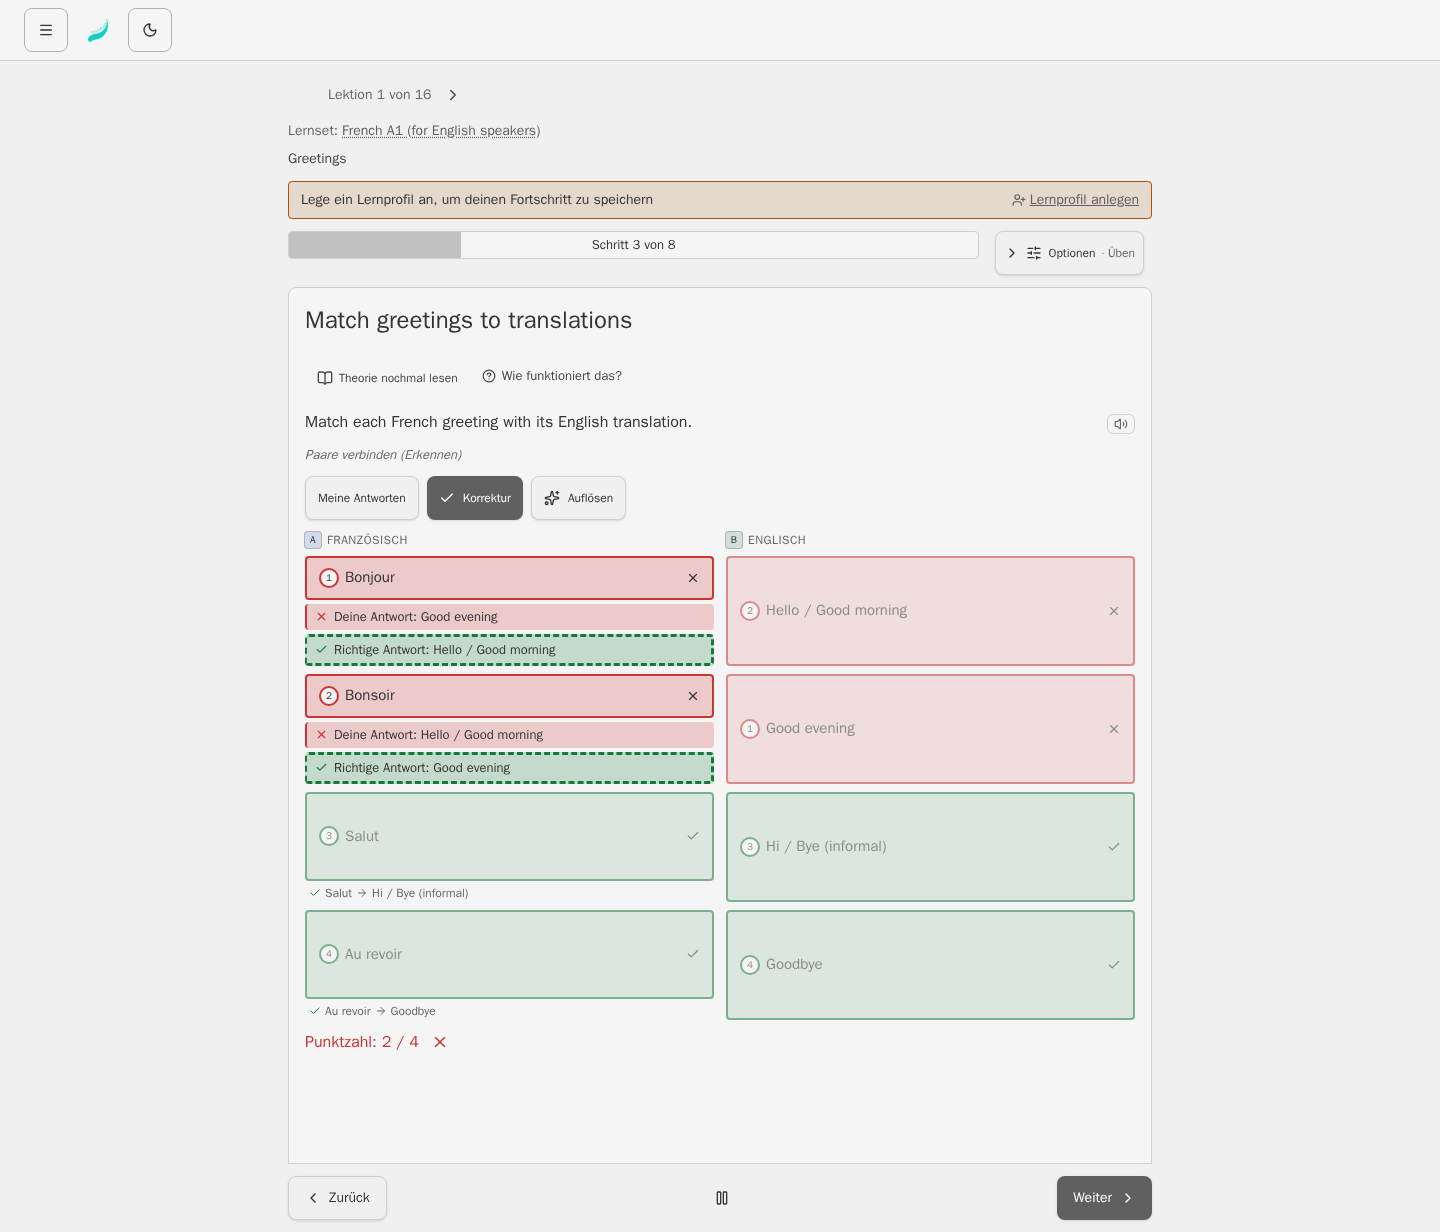 Lektion 1 von 16
Lernset: French A1 (for English speakers)
Greetings
Lege ein Lernprofil an, um deinen Fortschritt zu speichern
Lernprofil anlegen
Schritt 3 von 8
Optionen · Üben
Match greetings to translations
Theorie nochmal lesen
Wie funktioniert das?
Match each French greeting with its English translation.
Paare verbinden (Erkennen)
Meine Antworten
Korrektur
Auflösen
A FRANZÖSISCH
1 Bonjour
Deine Antwort: Good evening
Richtige Antwort: Hello / Good morning
2 Bonsoir
Deine Antwort: Hello / Good morning
Richtige Antwort: Good evening
3 Salut
Salut → Hi / Bye (informal)
4 Au revoir
Au revoir → Goodbye
B ENGLISCH
2 Hello / Good morning
1 Good evening
3 Hi / Bye (informal)
4 Goodbye
Punktzahl: 2 / 4
Zurück
Weiter